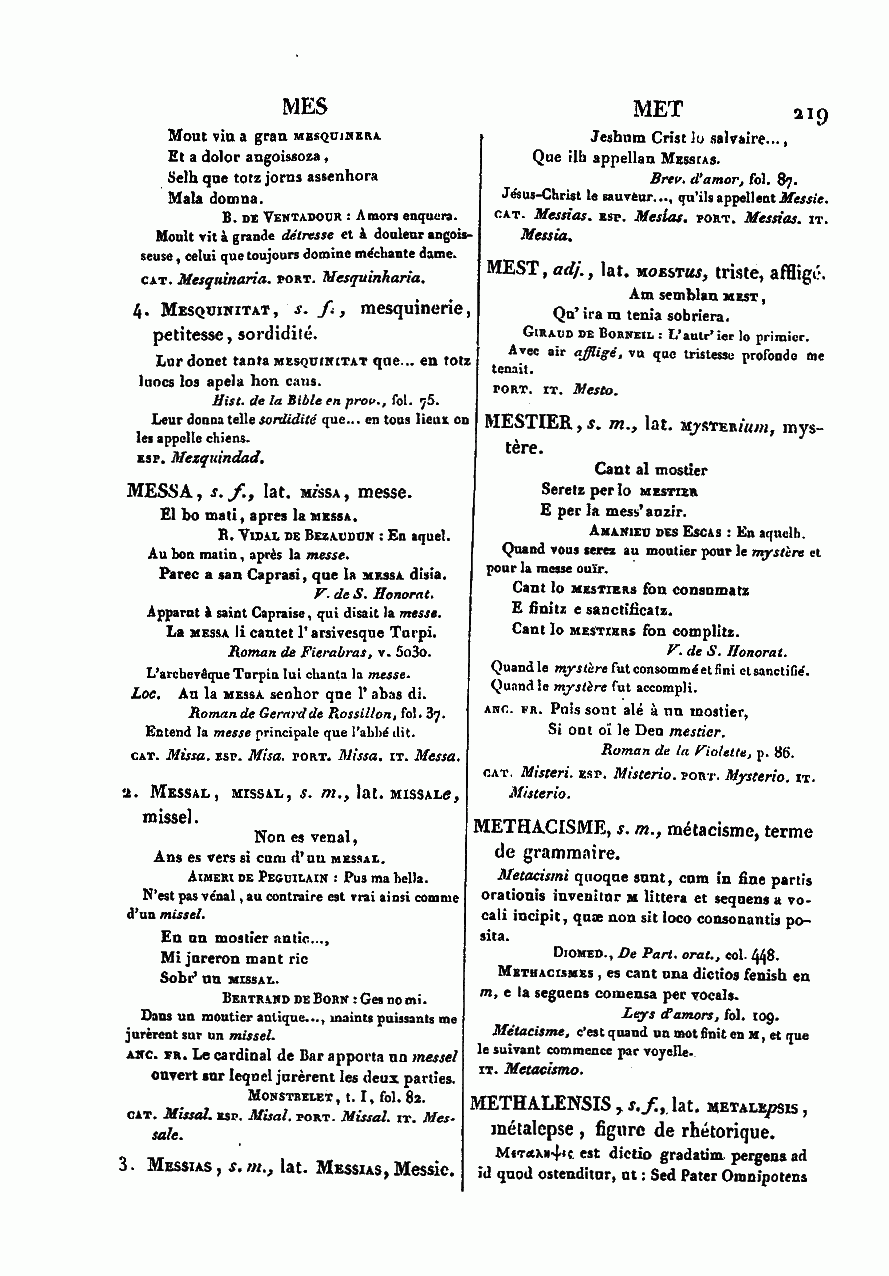 MES
MET
219
Mout viu a gran MESQUINERA
Et a dolor angoissoza,
Selh que totz jorns assenhora
Mala domna.
B. DE VENTADOUR : Amors enquera.
Moult vit à grande détresse et à douleur angois-
seuse, celui que toujours domine méchante dame.
CAT. Mesquinaria. PORT. Mesquinharia.
4. MESQUINITAT, s. f., mesquinerie,
petitesse, sordidité.
Lur donet tanta MESQUINITAT que... en totz
luocs los apela hon caus.
Hist. de la Bible en prov., fol. 75.
Leur donna telle sordidité que... en tous lieux on
les appelle chiens.
ESP. Mezquindad.
MESSA, s. f., lat. MISSA, messe.
El bo mati, apres la MESSA.
R. VIDAL DE BEZAUDUN : En aquel.
Au bon matin, après la messe.
Parec a san Caprasi, que la MESSA disia.
V. de S. Honorat.
Apparut à saint Capraise, qui disait la messe.
La MESSA li cantet l'arsivesque Turpi.
Roman de Fierabras, v. 5030.
L'archevêque Turpin lui chanta la messe.
Loc. Au la MESSA senhor que l'abas di.
Roman de Gerard de Rossillon, fol. 37.
Entend la messe principale que l'abbé dit.
CAT. Missa. ESP. Misa. PORT. Missa. IT. Messa.
2. MESSAL, MISSAL, s. m., lat. MISSALe,
missel.
Non es venal,
Ans es vers si cum d'un MESSAL.
AIMERI DE PEGUILAIN : Pus ma bella.
N'est pas vénal, au contraire est vrai ainsi comme
d'un missel.
En un mostier antic...,
Mi jureron mant ric
Sobr' un MISSAL.
BERTRAND DE BORN : Ges no mi.
Dans un moutier antique..., maints puissants me
jurèrent sur un missel.
ANC. FR. Le cardinal de Bar apporta un messel
ouvert sur lequel jurèrent les deux parties.
MONSTRELET, t. I, fol. 82.
CAT. Missal. ESP. Misal. PORT. Missal. IT. Mes-
sale.
3. MESSIAS, s. m., lat. MESSIAS, Messie.
Jeshum Crist lo salvaire...,
Que ilh appellan MESSIAS.
Brev. d'amor, fol. 87.
Jésus-Christ le sauveur..., qu'ils appellent Messie.
CAT. Messias. ESP. Mesias. PORT. Messias. IT.
Messia.
MEST, adj., lat. MOESTus, triste, affligé.
Am semblan MEST,
Qu'ira m tenia sobriera.
GIRAUD DE BORNEIL : L'autr'ier lo primier.
Avec air affligé, vu que tristesse profonde me
tenait.
PORT. IT. Mesto.
MESTIER, s. m., lat. MySTERium, mys-
tère.
Cant al mostier
Seretz per lo MESTIER
E per la mess'auzir.
AMANIEU DES ESCAS : En aquelh.
Quand vous serez au moutier pour le mystère et
pour la messe ouïr.
Cant lo MESTIERS fon consumatz
E finitz e sanctificatz.
Cant lo MESTIERS fon complitz.
V. de S. Honorat.
Quand le mystère fut consommé et fini et sanctifié.
Quand le mystère fut accompli.
ANC. FR. Puis sont alé à un mostier,
Si ont oï le Deu mestier.
Roman de la Violette, p. 86.
CAT. Misteri. ESP. Misterio. PORT. Mysterio. IT.
Misterio.
METHACISME, s. m., métacisme, terme
de grammaire.
Metacismi quoque sunt, cum in fine partis
orationis invenitur M littera et sequens a vo-
cali incipit, quæ non sit loco consonantis po-
sita.
DIOMED., De Part. orat., col. 448.
METHACISMES, es cant una dictios fenish en
m, e la seguens comensa per vocals.
Leys d'amors, fol. 109.
Métacisme, c'est quand un mot finit en M, et que
le suivant commence par voyelle.
IT. Metacismo.
METHALENSIS, s. f., lat. METALEpSIS,
métalepse, figure de rhétorique.
Μεταληψις est dictio gradatim pergens ad
id quod ostenditur, ut : Sed Pater Omnipotens